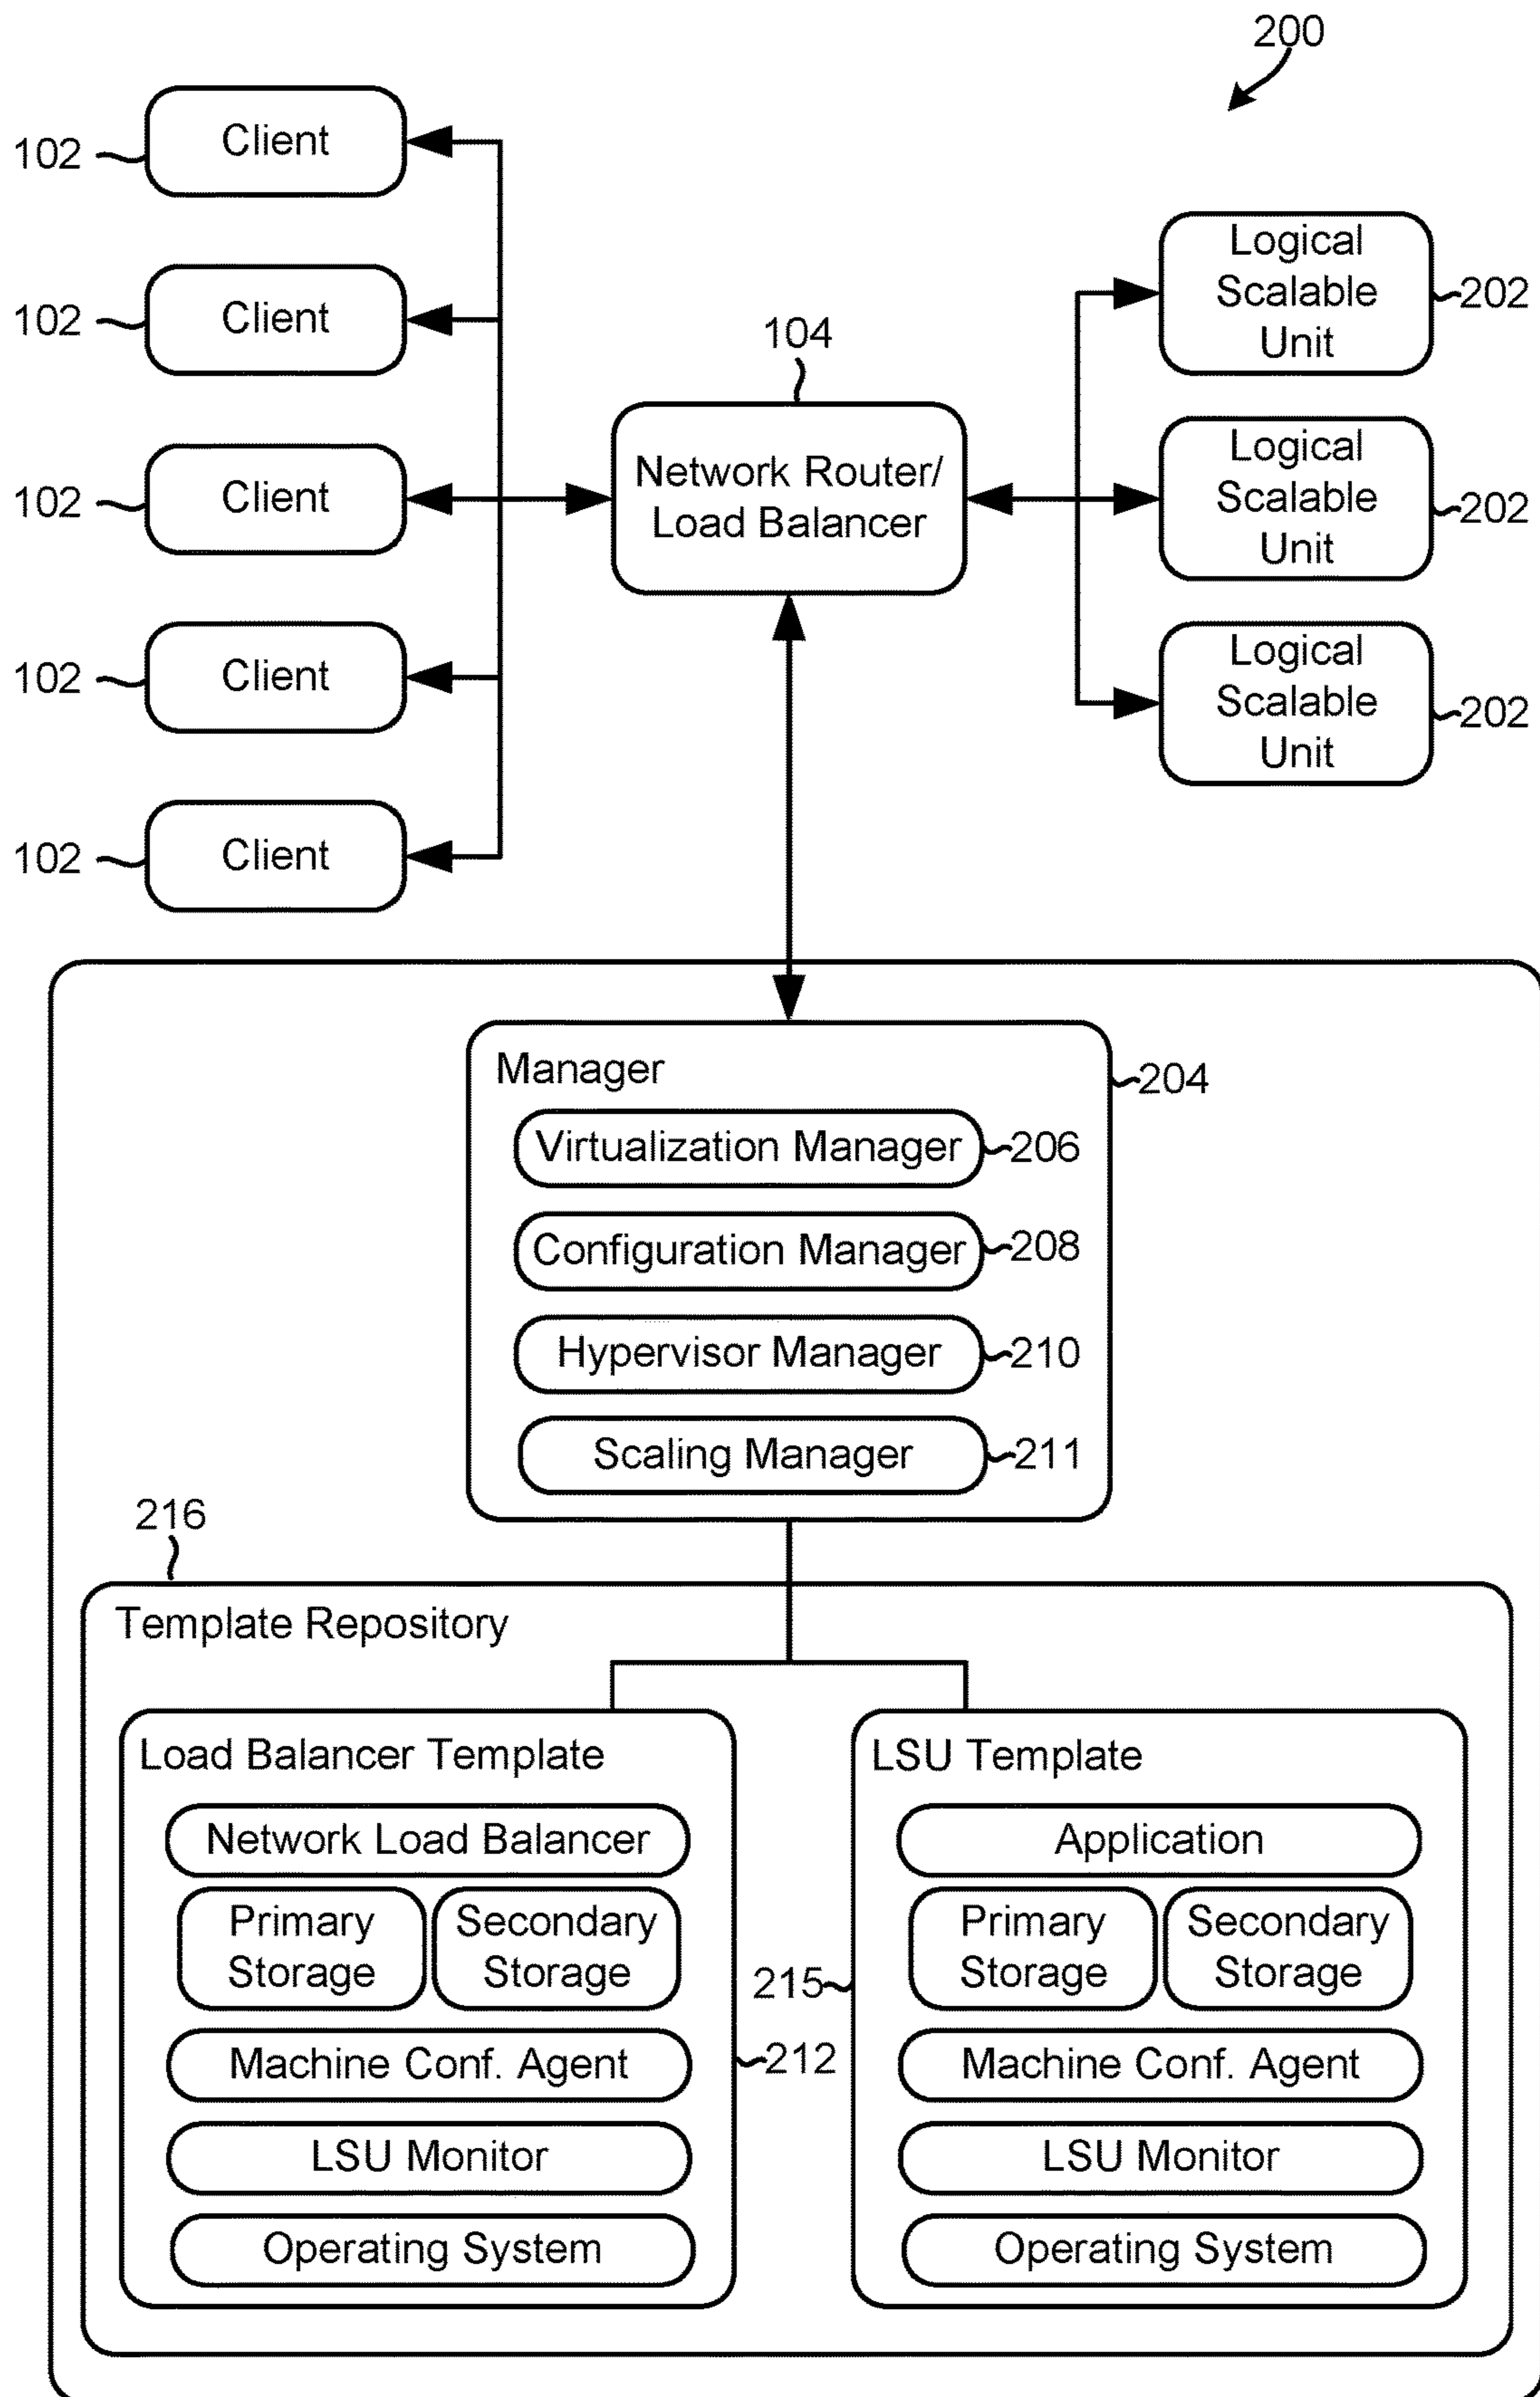 200
102
Client
102
Client
102
Client
102
Client
102
Client
104
Network Router/
Load Balancer
Logical
Scalable
Unit
202
Logical
Scalable
Unit
202
Logical
Scalable
Unit
202
Manager
204
Virtualization Manager
206
Configuration Manager
208
Hypervisor Manager
210
Scaling Manager
211
216
Template Repository
Load Balancer Template
Network Load Balancer
Primary
Storage
Secondary
Storage
Machine Conf. Agent
LSU Monitor
Operating System
212
LSU Template
215
Application
Primary
Storage
Secondary
Storage
Machine Conf. Agent
LSU Monitor
Operating System